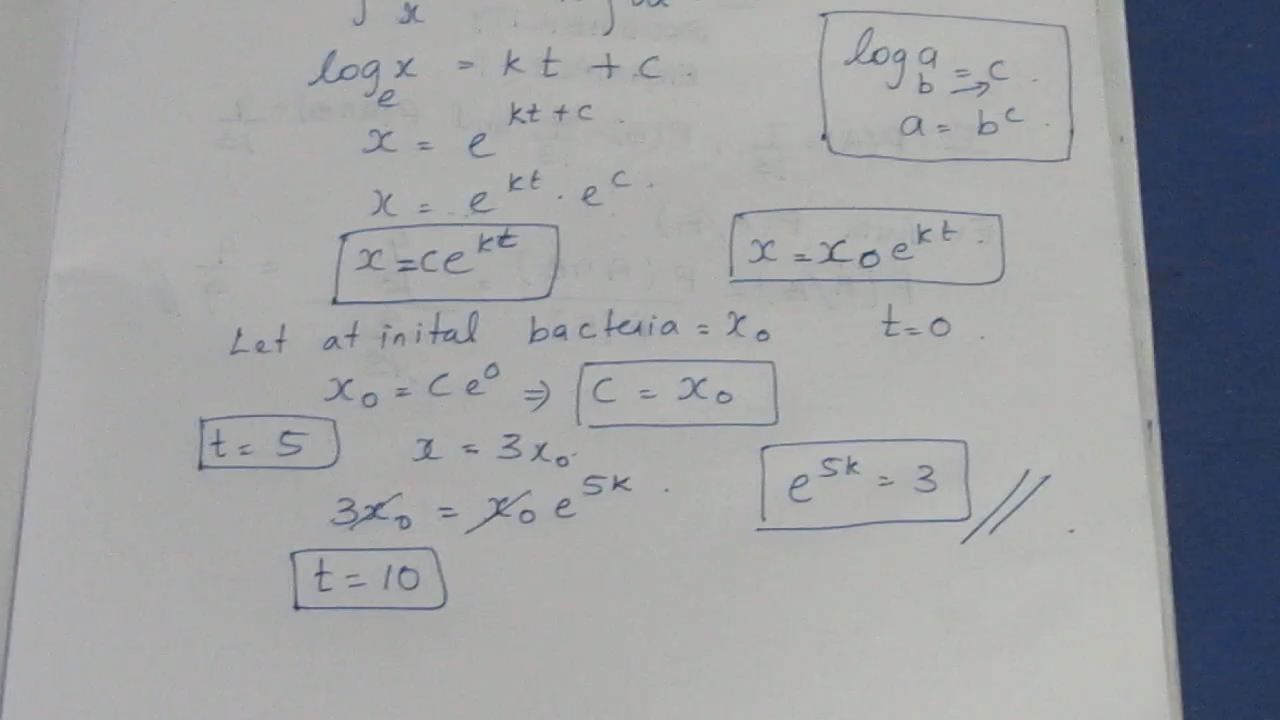 ∫ x ∫
logₑ x = kt + c.
log_b a = c.
a = b^c.
x = e^(kt+c).
x = e^(kt) · e^c.
x = ce^(kt)
x = x₀e^(kt).
Let at inital bacteria = x₀ t=0.
x₀ = Ce⁰ ⇒ C = x₀
t = 5 x = 3x₀.
3x₀ = x₀e^(5k).
e^(5k) = 3 //
t = 10